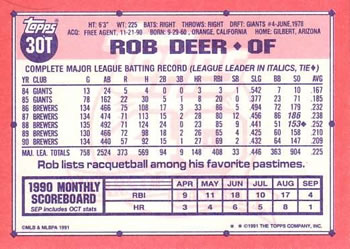 topps
30T
HT: 6'3" WT: 225 BATS: RIGHT THROWS: RIGHT DRFT: GIANTS #4-JUNE, 1978
ACQ: FREE AGENT, 11-21-90 BORN: 9-29-60, ORANGE, CALIFORNIA HOME: GILBERT, ARIZONA
ROB DEER ♦ OF
COMPLETE MAJOR LEAGUE BATTING RECORD (LEAGUE LEADER IN ITALICS, TIE♦)
YR CLUB G AB R H 2B 3B HR RBI SB SLG BB SO AVG
84 GIANTS 13 24 5 4 0 0 3 3 1 .542 7 10 .167
85 GIANTS 78 162 22 30 5 1 8 20 0 .377 23 71 .185
86 BREWERS 134 466 75 108 17 3 33 86 5 .494 72 179 .232
87 BREWERS 134 474 71 113 15 2 28 80 12 .456 86 186 .238
88 BREWERS 135 492 71 124 24 0 23 85 9 .441 51 153♦ .252
89 BREWERS 130 466 72 98 18 2 26 65 4 .425 60 158 .210
90 BREWERS 134 440 57 92 15 1 27 69 2 .432 64 147 .209
MAJ. LEA. TOTALS 758 2524 373 569 94 9 148 408 33 .451 363 904 .225
Rob lists racquetball among his favorite pastimes.
1990 MONTHLY SCOREBOARD
SEP INCLUDES OCT STATS
APR MAY JUN JUL AUG SEP
RBI 9 11 17 4
HR 3 4 8 1
©MLB & MLBPA 1991
©1991 THE TOPPS COMPANY, INC.